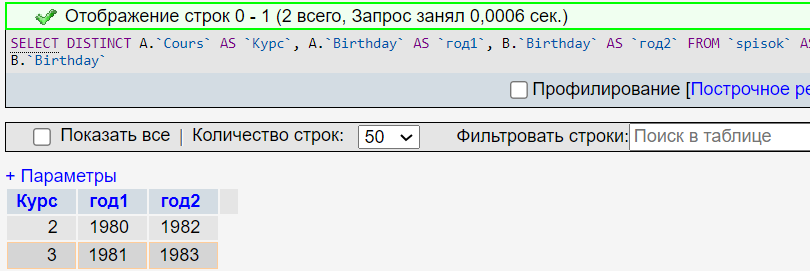 Отображение строк 0 - 1 (2 всего, Запрос занял 0,0006 сек.)
SELECT DISTINCT A.`Cours` AS `Курс`, A.`Birthday` AS `год1`, B.`Birthday` AS `год2` FROM `spisok` AS
B.`Birthday`
Профилирование [Построчное ре
Показать все | Количество строк: 50 Фильтровать строки: Поиск в таблице
+ Параметры
Курс год1 год2
2 1980 1982
3 1981 1983